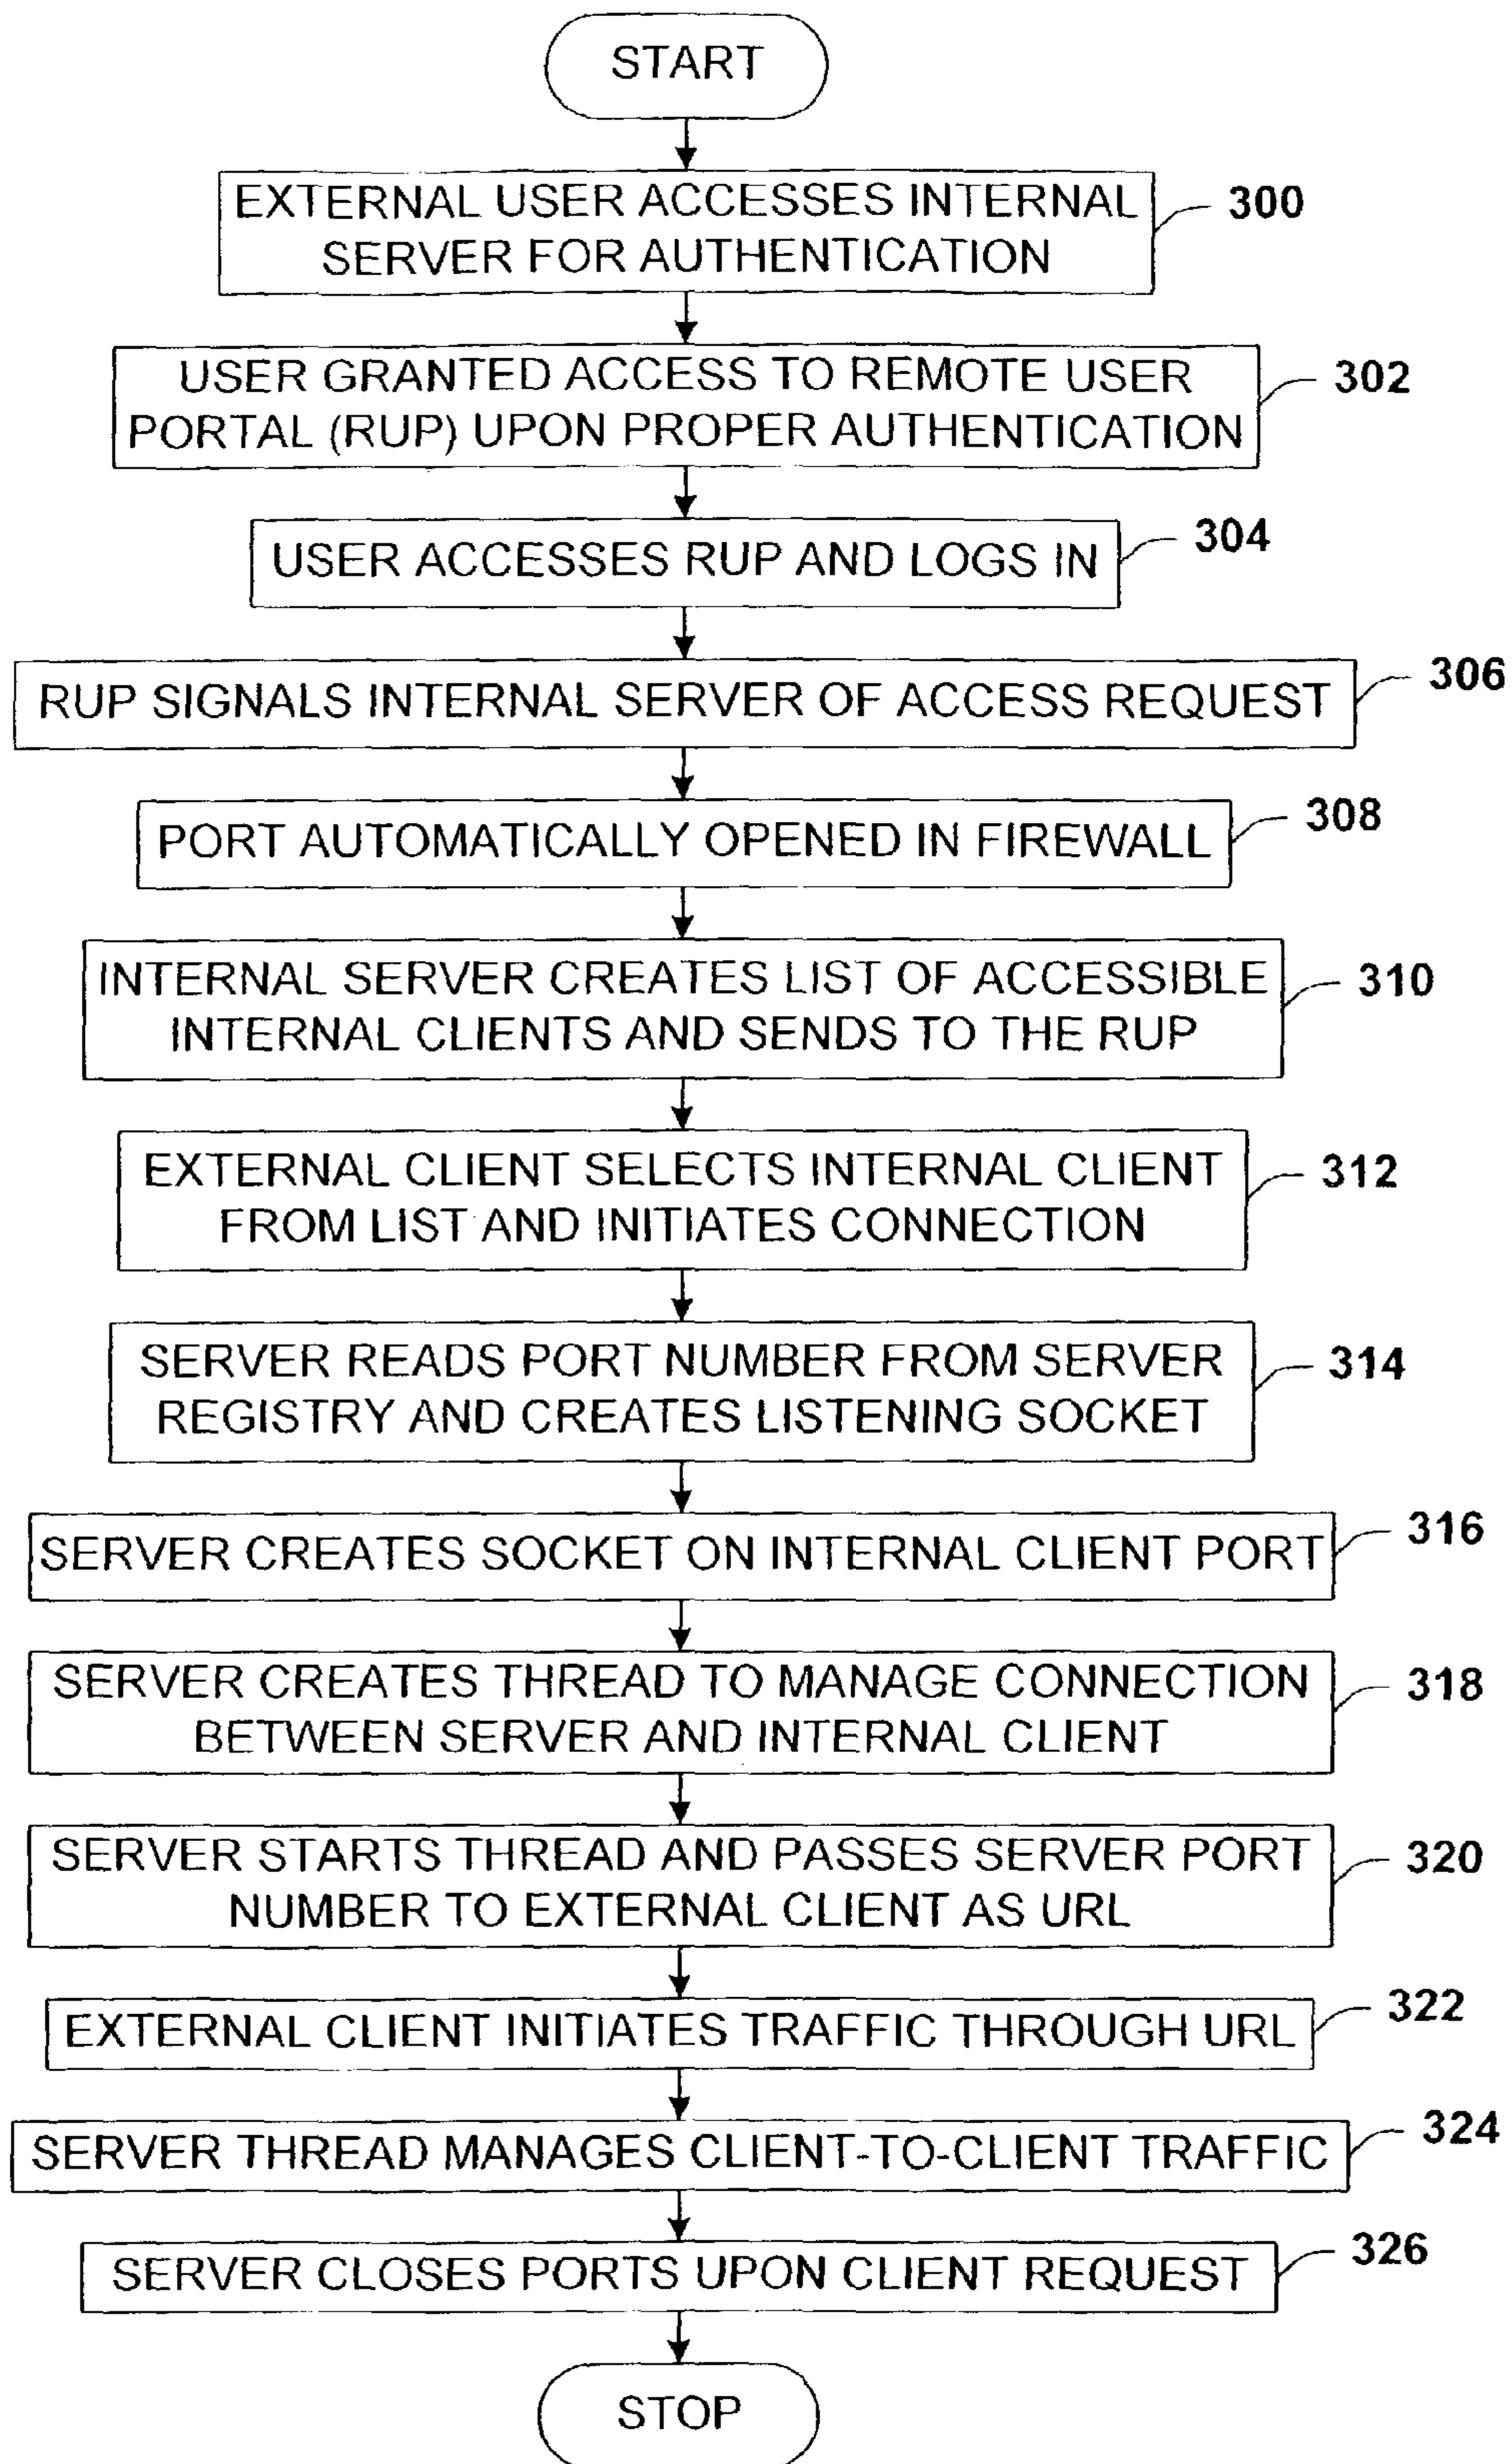 START
EXTERNAL USER ACCESSES INTERNAL
SERVER FOR AUTHENTICATION
300
USER GRANTED ACCESS TO REMOTE USER
PORTAL (RUP) UPON PROPER AUTHENTICATION
302
USER ACCESSES RUP AND LOGS IN
304
RUP SIGNALS INTERNAL SERVER OF ACCESS REQUEST
306
PORT AUTOMATICALLY OPENED IN FIREWALL
308
INTERNAL SERVER CREATES LIST OF ACCESSIBLE
INTERNAL CLIENTS AND SENDS TO THE RUP
310
EXTERNAL CLIENT SELECTS INTERNAL CLIENT
FROM LIST AND INITIATES CONNECTION
312
SERVER READS PORT NUMBER FROM SERVER
REGISTRY AND CREATES LISTENING SOCKET
314
SERVER CREATES SOCKET ON INTERNAL CLIENT PORT
316
SERVER CREATES THREAD TO MANAGE CONNECTION
BETWEEN SERVER AND INTERNAL CLIENT
318
SERVER STARTS THREAD AND PASSES SERVER PORT
NUMBER TO EXTERNAL CLIENT AS URL
320
EXTERNAL CLIENT INITIATES TRAFFIC THROUGH URL
322
SERVER THREAD MANAGES CLIENT-TO-CLIENT TRAFFIC
324
SERVER CLOSES PORTS UPON CLIENT REQUEST
326
STOP